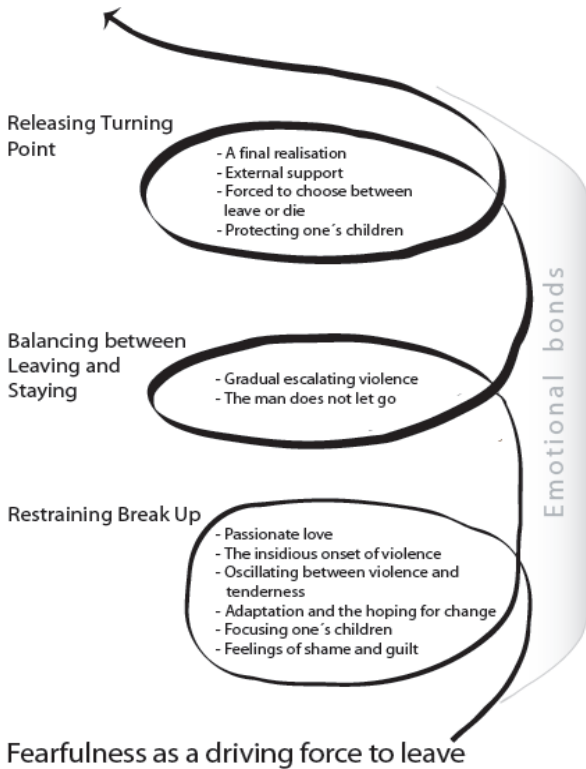 Releasing Turning
Point
- A final realisation
- External support
- Forced to choose between
leave or die
- Protecting one´s children
Balancing between
Leaving and
Staying
- Gradual escalating violence
- The man does not let go
Emotional bonds
Restraining Break Up
- Passionate love
- The insidious onset of violence
- Oscillating between violence and
tenderness
- Adaptation and the hoping for change
- Focusing one´s children
- Feelings of shame and guilt
Fearfulness as a driving force to leave